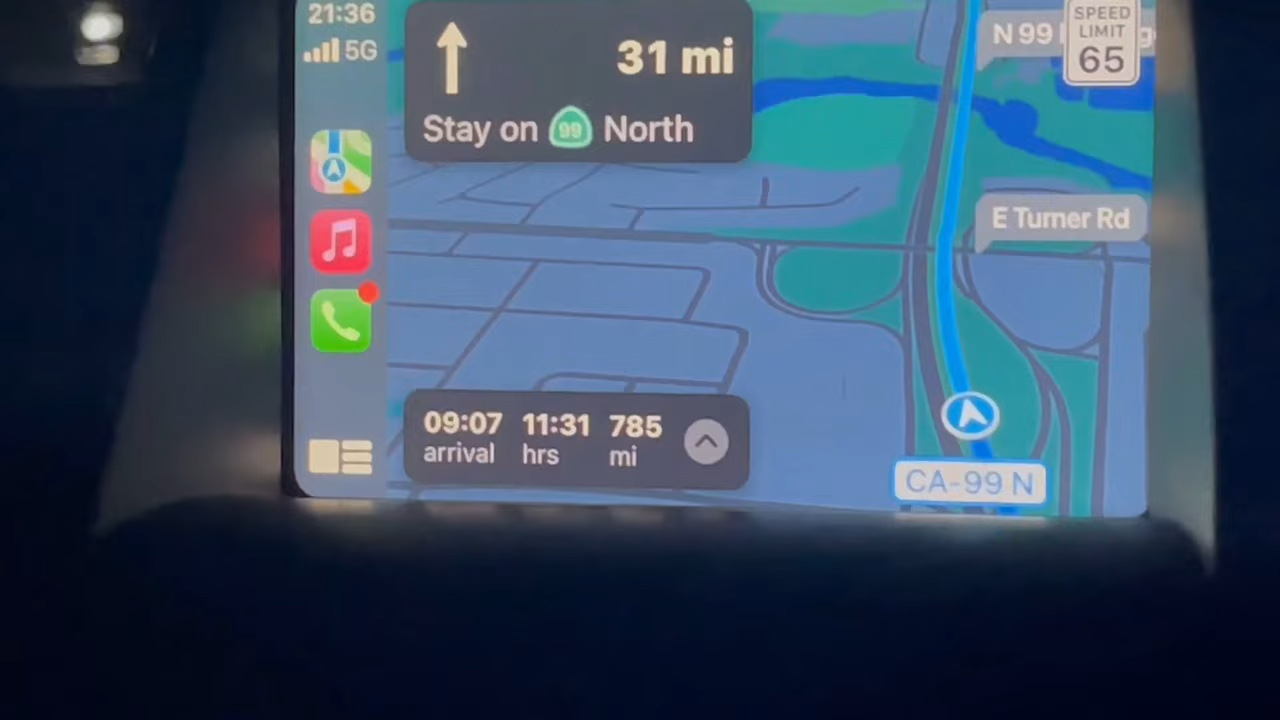 21:36
5G
31 mi
Stay on 99 North
N 99
SPEED
LIMIT
65
E Turner Rd
09:07 11:31 785
arrival hrs mi
CA-99 N